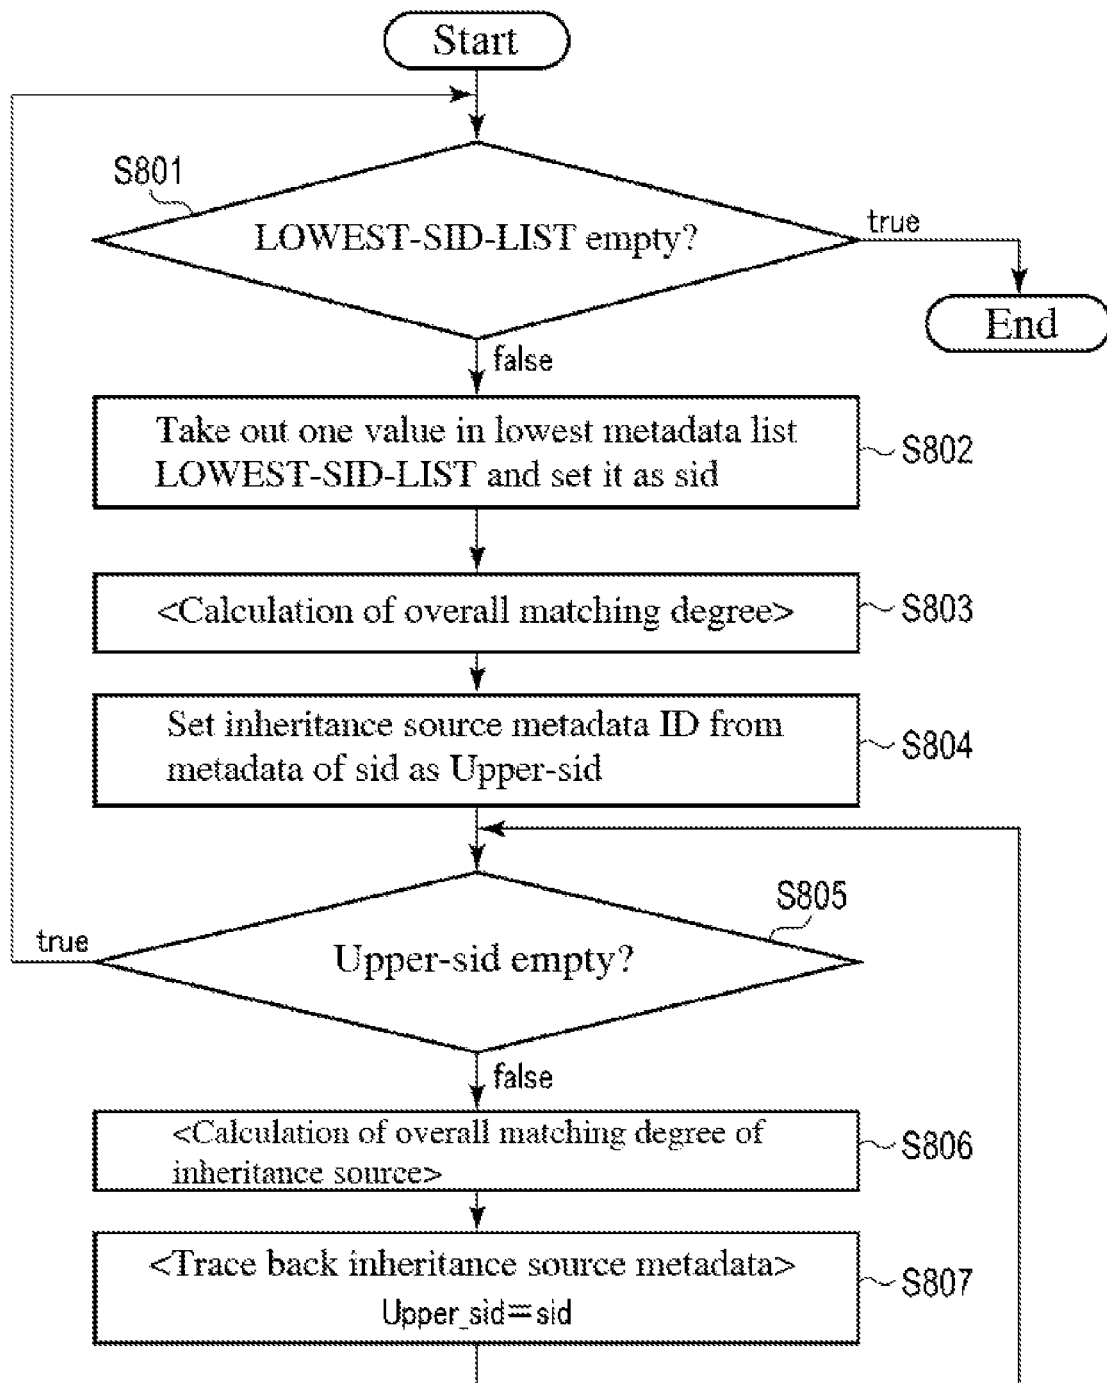 Start
S801
LOWEST-SID-LIST empty?
true
End
false
Take out one value in lowest metadata list
LOWEST-SID-LIST and set it as sid
S802
<Calculation of overall matching degree>
S803
Set inheritance source metadata ID from
metadata of sid as Upper-sid
S804
S805
true
Upper-sid empty?
false
<Calculation of overall matching degree of
inheritance source>
S806
<Trace back inheritance source metadata>
Upper_sid=sid
S807